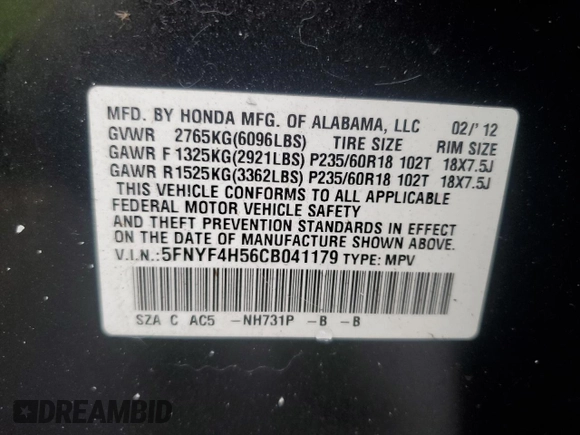 MFD. BY HONDA MFG. OF ALABAMA, LLC 02/'12
GVWR 2765KG(6096LBS) TIRE SIZE RIM SIZE
GAWR F 1325KG(2921LBS) P235/60R18 102T 18X7.5J
GAWR R 1525KG(3362LBS) P235/60R18 102T 18X7.5J
THIS VEHICLE CONFORMS TO ALL APPLICABLE
FEDERAL MOTOR VEHICLE SAFETY
AND THEFT PREVENTION STANDARDS IN EFFECT
ON THE DATE OF MANUFACTURE SHOWN ABOVE.
V.I.N.: 5FNYF4H56CB041179 TYPE: MPV
SZA C AC5 -NH731P -B -B
DREAMBID